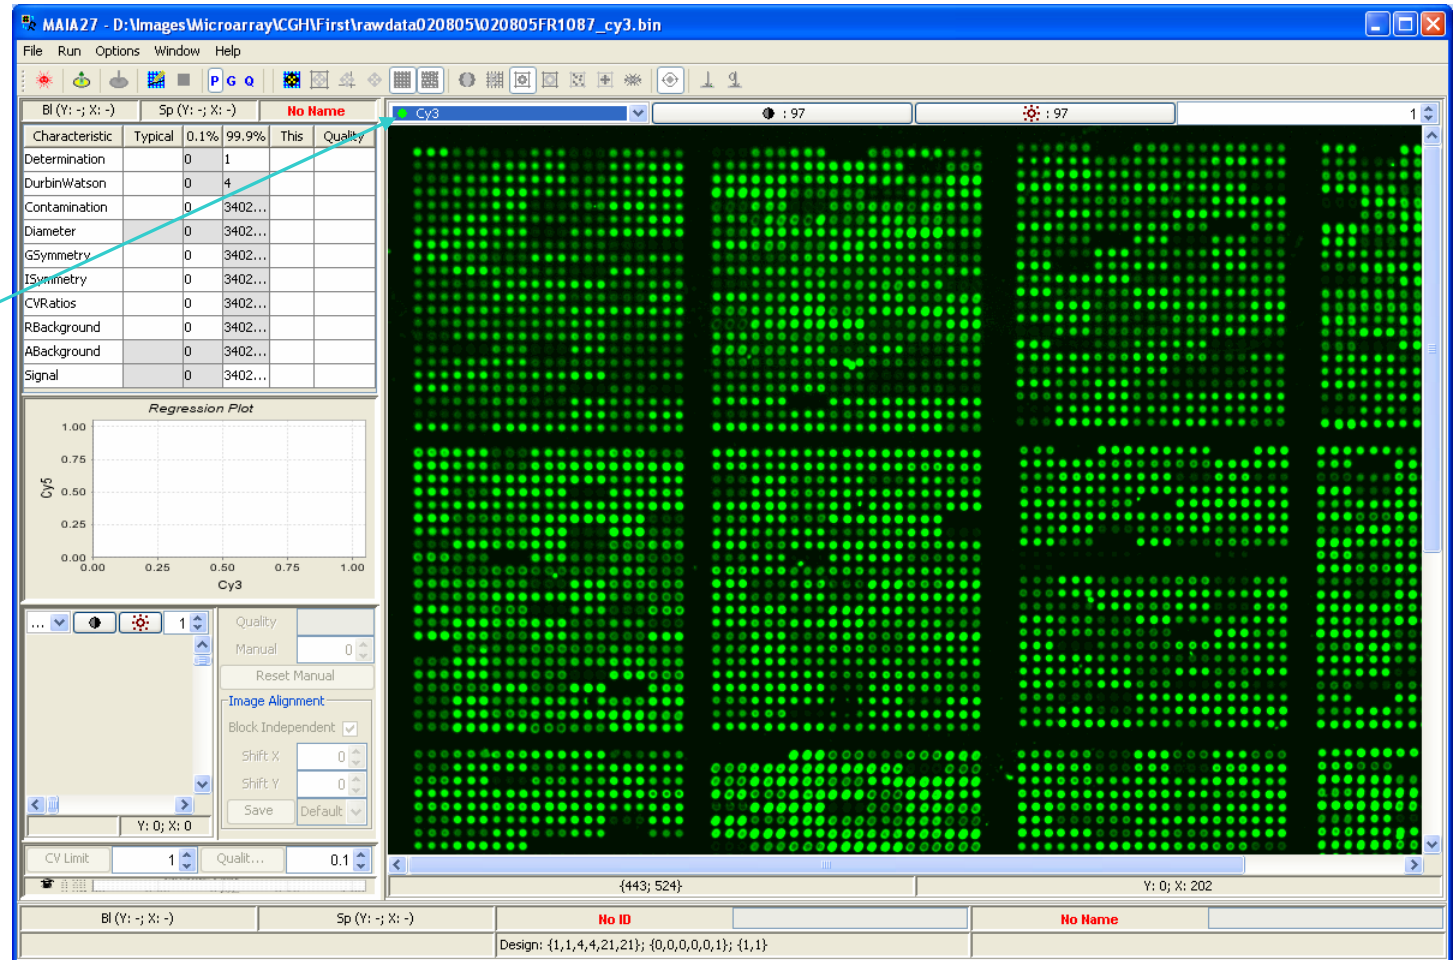 MAIA27 - D:\Images\Microarray\CGH\First\rawdata020805\020805FR1087_cy3.bin
File Run Options Window Help
P G Q
Bl (Y: -; X: -) Sp (Y: -; X: -) No Name
Cy3 : 97 : 97 1
Characteristic Typical 0.1% 99.9% This Quality
Determination 0 1
DurbinWatson 0 4
Contamination 0 3402...
Diameter 0 3402...
GSymmetry 0 3402...
ISymmetry 0 3402...
CVRatios 0 3402...
RBackground 0 3402...
ABackground 0 3402...
Signal 0 3402...
Regression Plot
1.00
0.75
0.50
0.25
0.00
Cy5
0.00 0.25 0.50 0.75 1.00
Cy3
... 1
Quality
Manual 0
Reset Manual
Image Alignment
Block Independent
Shift X 0
Shift Y 0
Save Default
Y: 0; X: 0
CV Limit 1 Qualit... 0.1
{443; 524} Y: 0; X: 202
Bl (Y: -; X: -) Sp (Y: -; X: -) No ID No Name
Design: {1,1,4,4,21,21}; {0,0,0,0,0,1}; {1,1}